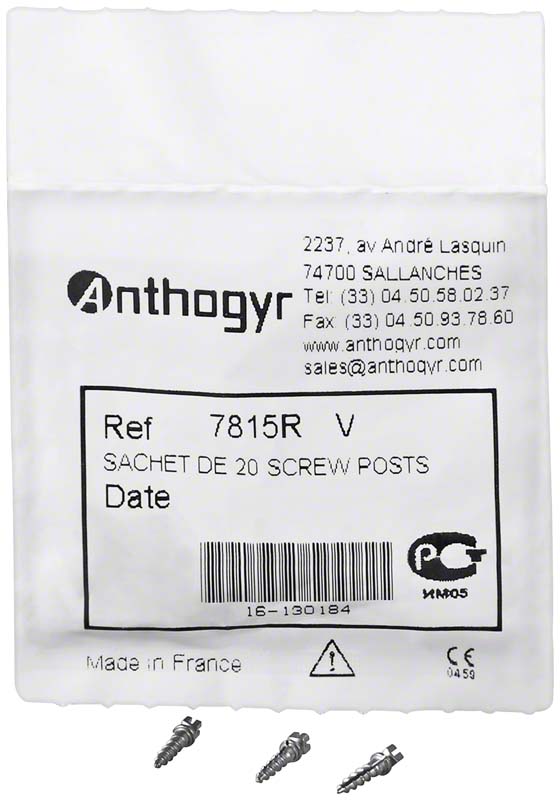 Anthogyr
2237, av André Lasquin
74700 SALLANCHES
Tel: (33) 04.50.58.02.37
Fax: (33) 04.50.93.78.60
www.anthogyr.com
sales@anthogyr.com
Ref 7815R V
SACHET DE 20 SCREW POSTS
Date
16-130184
PCT
ИМ05
Made in France
CE
0459